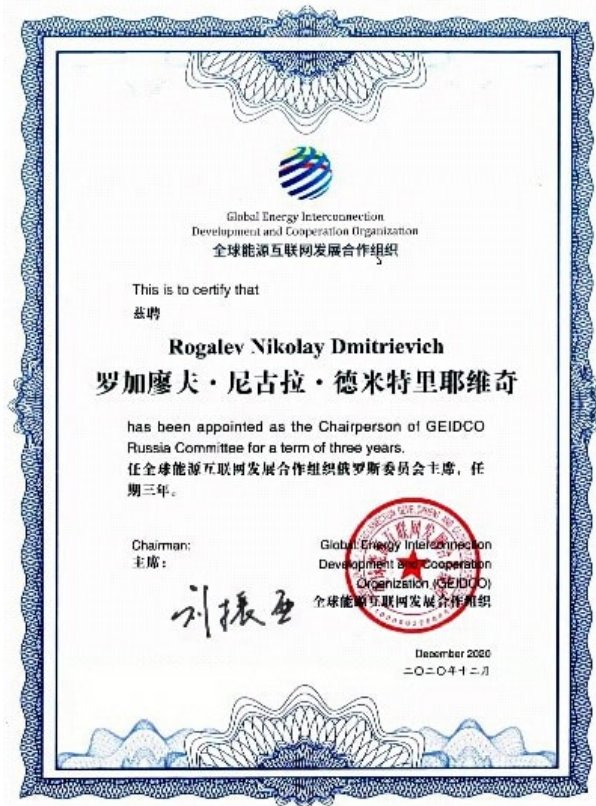 Global Energy Interconnection
Development and Cooperation Organization
全球能源互联网发展合作组织
This is to certify that
兹聘
Rogalev Nikolay Dmitrievich
罗加廖夫·尼古拉·德米特里耶维奇
has been appointed as the Chairperson of GEIDCO
Russia Committee for a term of three years.
任全球能源互联网发展合作组织俄罗斯委员会主席，任
期三年。
Chairman:
主席：
刘振亚
Global Energy Interconnection
Development and Cooperation
Organization (GEIDCO)
全球能源互联网发展合作组织
December 2020
二〇二〇年十二月